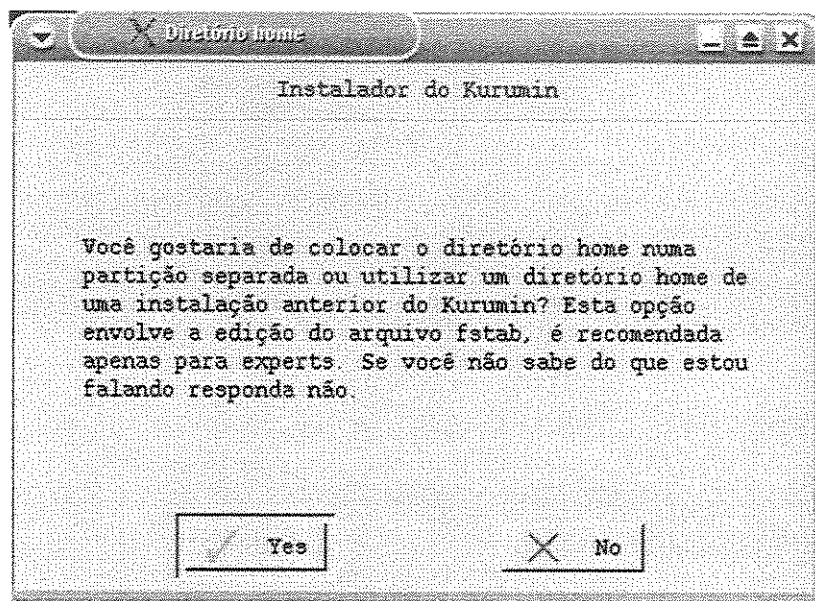 Diretório home
Instalador do Kurumin
Você gostaria de colocar o diretório home numa
partição separada ou utilizar um diretório home de
uma instalação anterior do Kurumin? Esta opção
envolve a edição do arquivo fstab, é recomendada
apenas para experts. Se você não sabe do que estou
falando responda não.
Yes
No